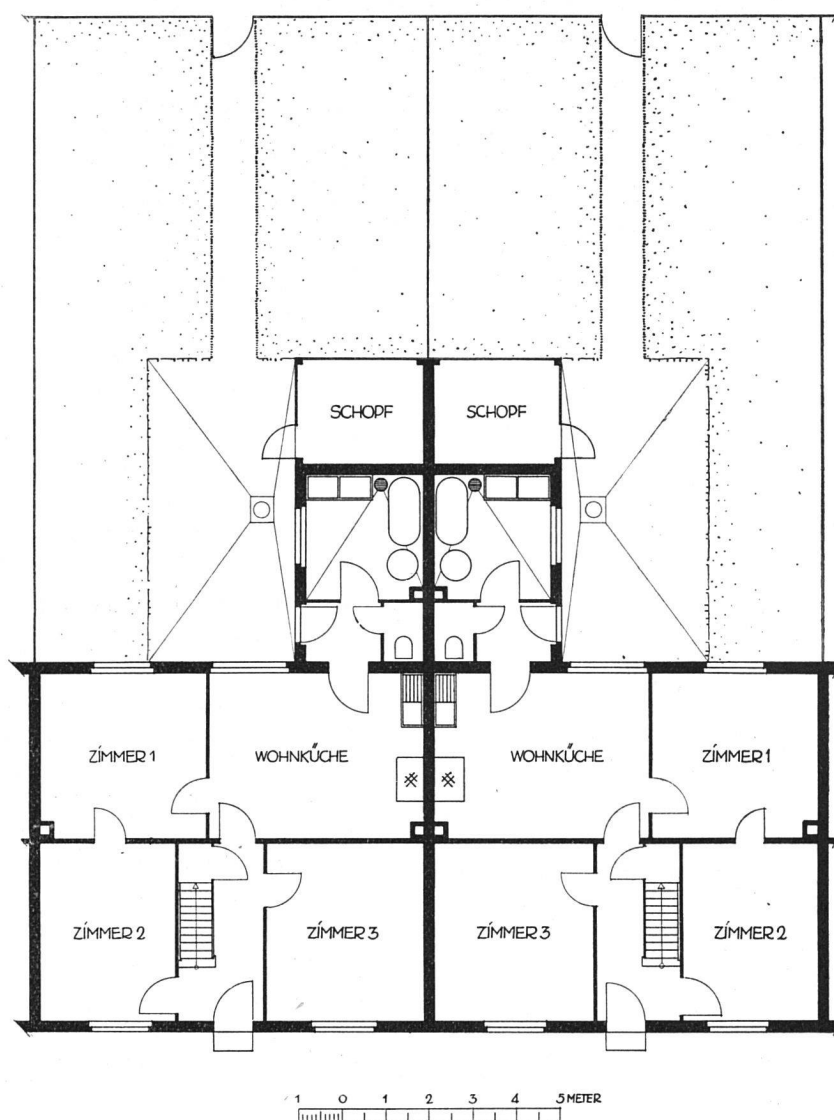 SCHOPF SCHOPF
ZIMMER 1 WOHNKÜCHE WOHNKÜCHE ZIMMER 1
ZIMMER 2 ZIMMER 3 ZIMMER 3 ZIMMER 2
1 0 1 2 3 4 5 METER